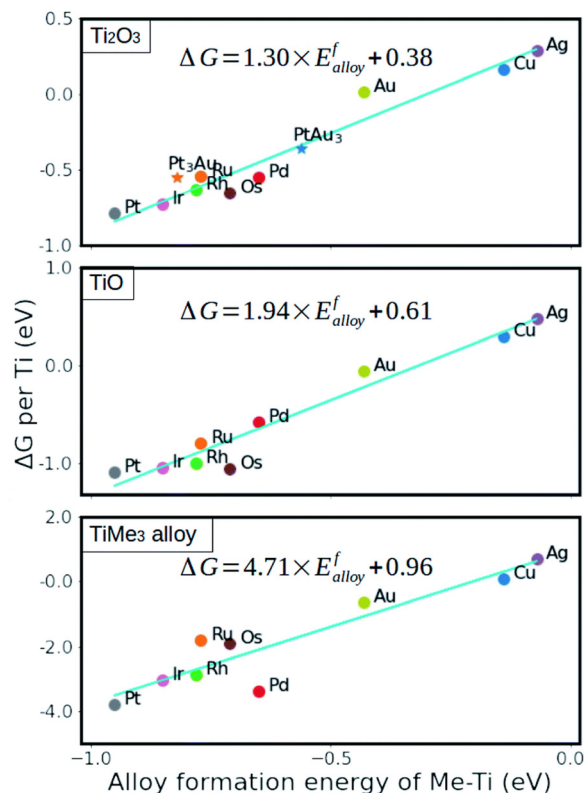 Ti₂O₃
ΔG=1.30×E^f_alloy+0.38
Ag
Cu
Au
PtAu₃
Pt₃Au
Ru
Pd
Rh
Os
Ir
Pt
0.5
0.0
-0.5
-1.0
TiO
ΔG=1.94×E^f_alloy+0.61
Ag
Cu
Au
Pd
Ru
Rh
Os
Ir
Pt
1.0
0.0
-1.0
TiMe₃ alloy
ΔG=4.71×E^f_alloy+0.96
Ag
Cu
Au
Ru
Os
Rh
Ir
Pd
Pt
2.0
-0.0
-2.0
-4.0
ΔG per Ti (eV)
-1.0 -0.5 0.0
Alloy formation energy of Me-Ti (eV)